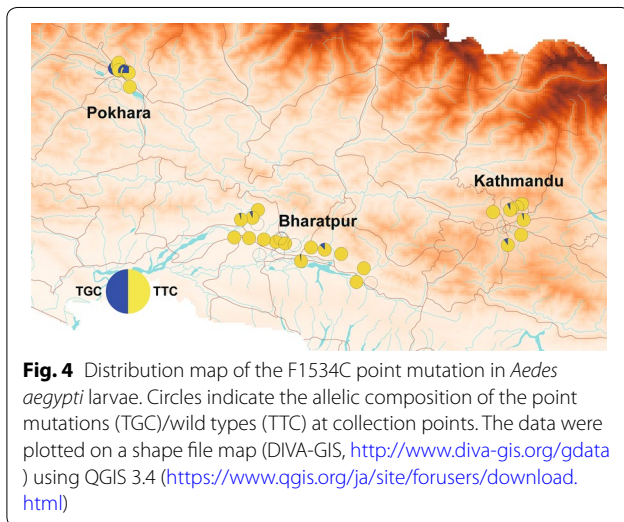 Pokhara
Kathmandu
Bharatpur
TGC TTC
Fig. 4 Distribution map of the F1534C point mutation in Aedes
aegypti larvae. Circles indicate the allelic composition of the point
mutations (TGC)/wild types (TTC) at collection points. The data were
plotted on a shape file map (DIVA-GIS, http://www.diva-gis.org/gdata
) using QGIS 3.4 (https://www.qgis.org/ja/site/forusers/download.
html)